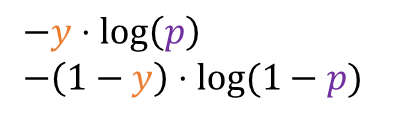 −y · log(p)
−(1 − y) · log(1 − p)